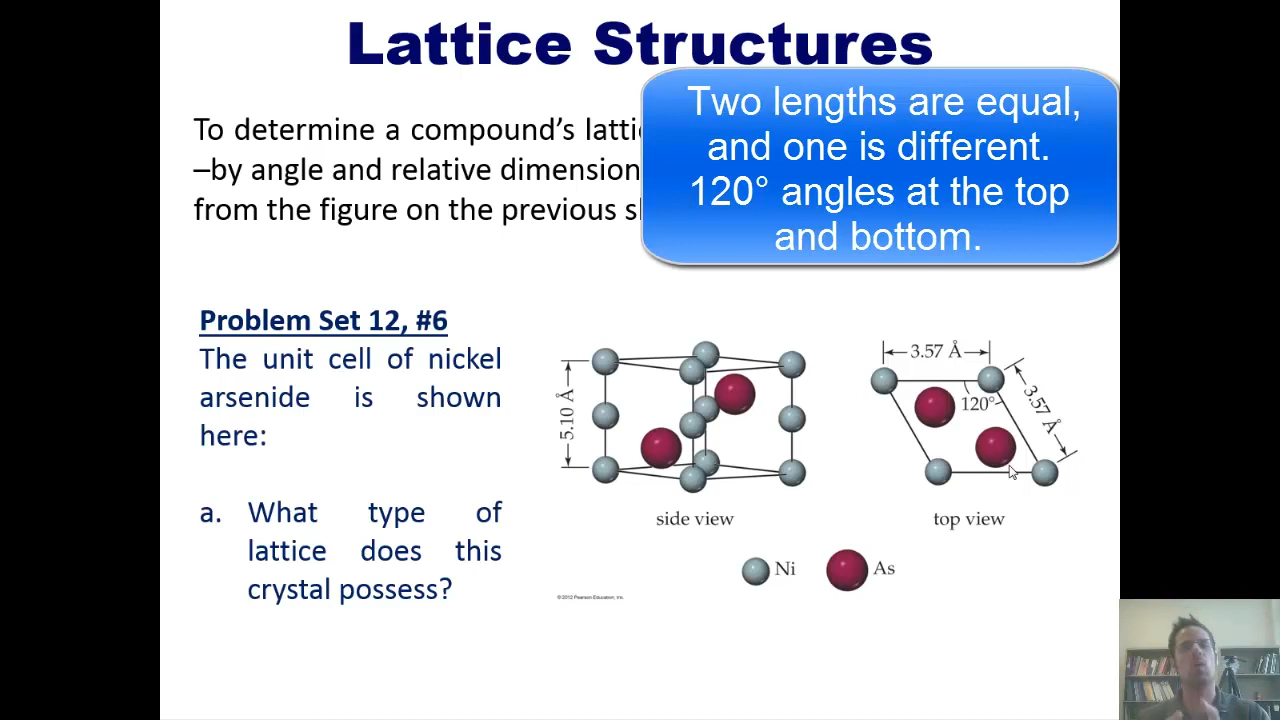 Lattice Structures
Two lengths are equal,
and one is different.
120° angles at the top
and bottom.
To determine a compound's latti
–by angle and relative dimension
from the figure on the previous sl
Problem Set 12, #6
The unit cell of nickel
arsenide is shown
here:
a. What type of
lattice does this
crystal possess?
5.10 Å
side view
3.57 Å
120°
3.57 Å
top view
Ni
As
© 2012 Pearson Education, Inc.